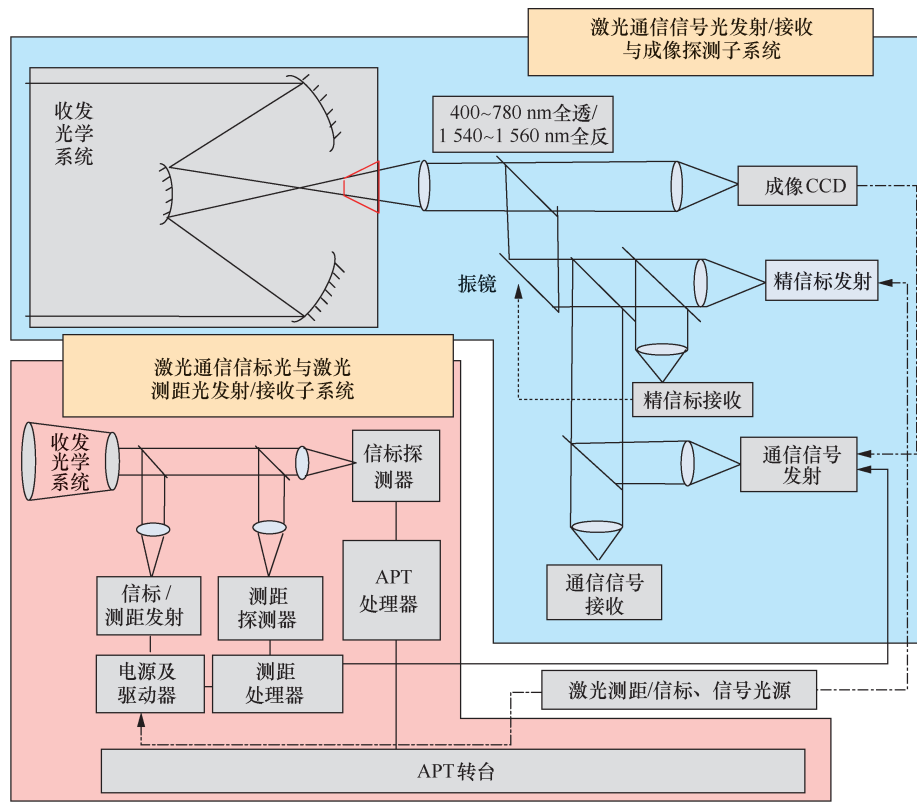 激光通信信号光发射/接收
与成像探测子系统
收发
光学
系统
400~780 nm全透/
1 540~1 560 nm全反
成像CCD
振镜
精信标发射
精信标接收
通信信号
发射
通信信号
接收
激光通信信标光与激光
测距光发射/接收子系统
收发
光学
系统
信标探
测器
信标/
测距发射
测距
探测器
APT
处理器
电源及
驱动器
测距
处理器
激光测距/信标、信号光源
APT转台